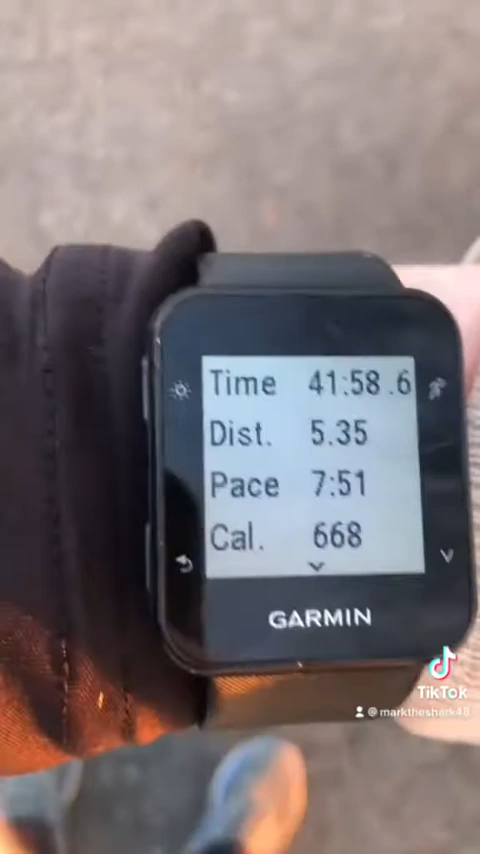 Time 41:58.6
Dist. 5.35
Pace 7:51
Cal. 668
GARMIN
TikTok
@marktheshark48